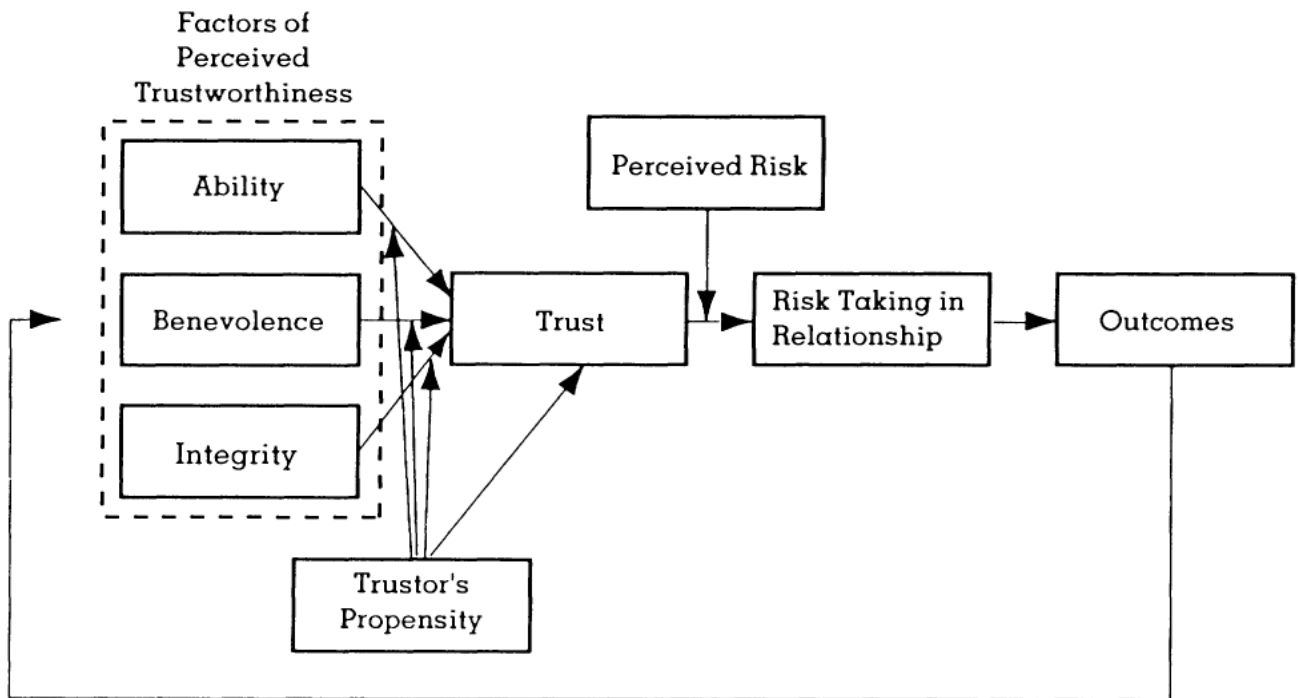 Factors of
Perceived
Trustworthiness
Ability
Benevolence
Integrity
Trustor's
Propensity
Trust
Perceived Risk
Risk Taking in
Relationship
Outcomes